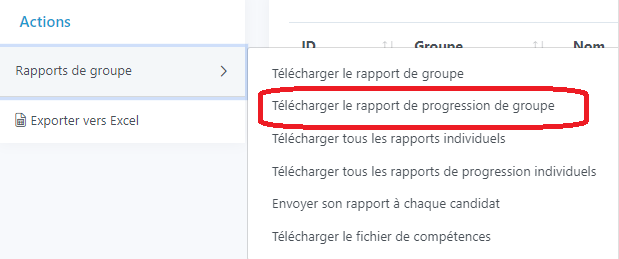 Actions
ID Groupe Nom
Rapports de groupe
Télécharger le rapport de groupe
Télécharger le rapport de progression de groupe
Exporter vers Excel
Télécharger tous les rapports individuels
Télécharger tous les rapports de progression individuels
Envoyer son rapport à chaque candidat
Télécharger le fichier de compétences